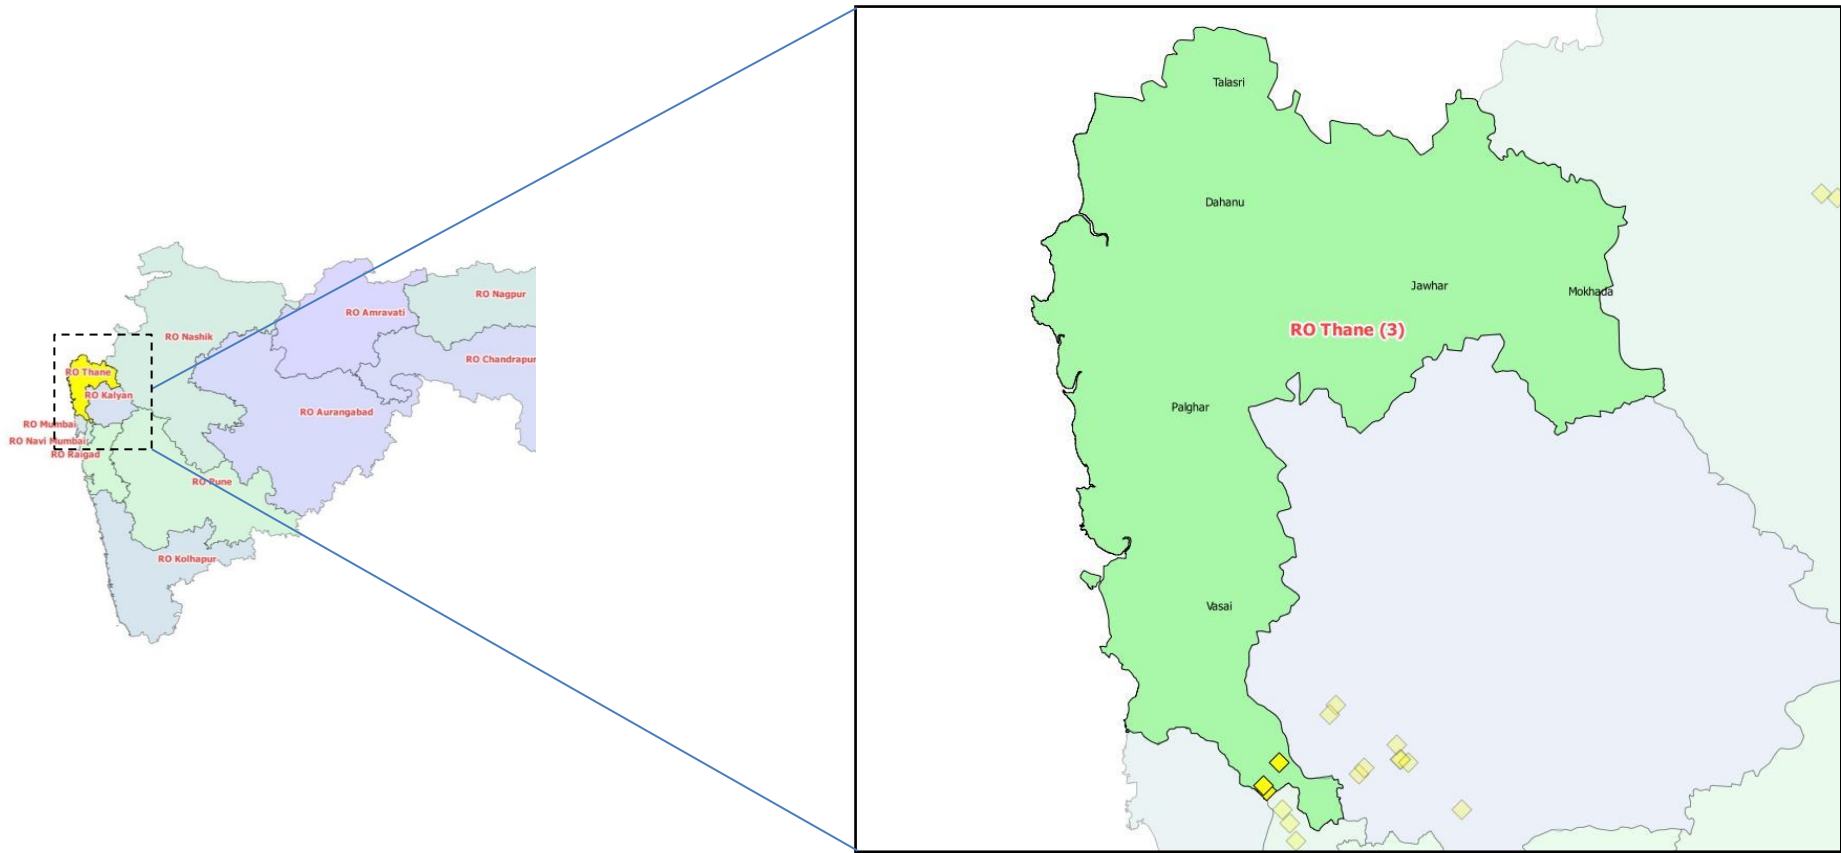 RO Nagpur
RO Amravati
RO Nashik
RO Chandrapur
RO Thane
RO Kalyan
RO Aurangabad
RO Mumbai
RO Navi Mumbai
RO Raigad
RO Pune
RO Kolhapur
Talasri
Dahanu
Jawhar
Mokhada
RO Thane (3)
Palghar
Vasai